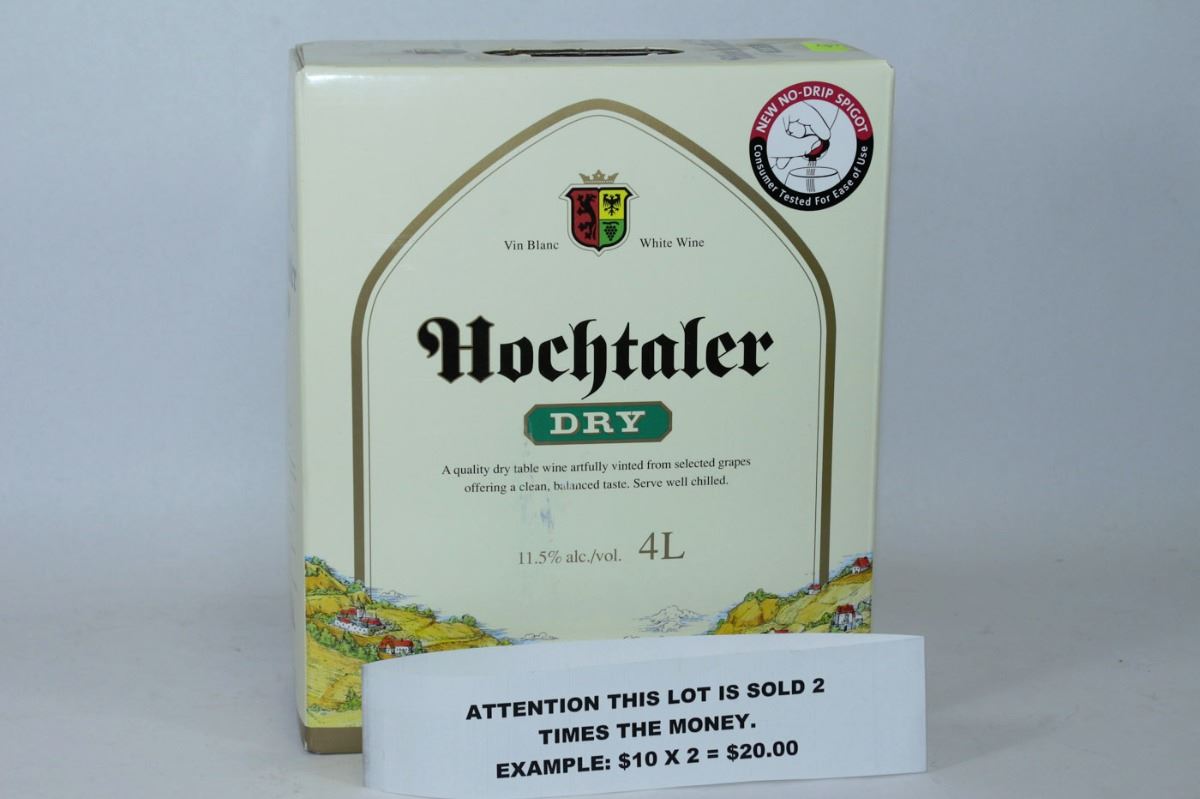 NEW NO-DRIP SPIGOT
Consumer Tested For Ease of Use
Vin Blanc White Wine
Hochtaler
DRY
A quality dry table wine artfully vinted from selected grapes
offering a clean, balanced taste. Serve well chilled.
11.5% alc./vol. 4L
ATTENTION THIS LOT IS SOLD 2
TIMES THE MONEY.
EXAMPLE: $10 X 2 = $20.00